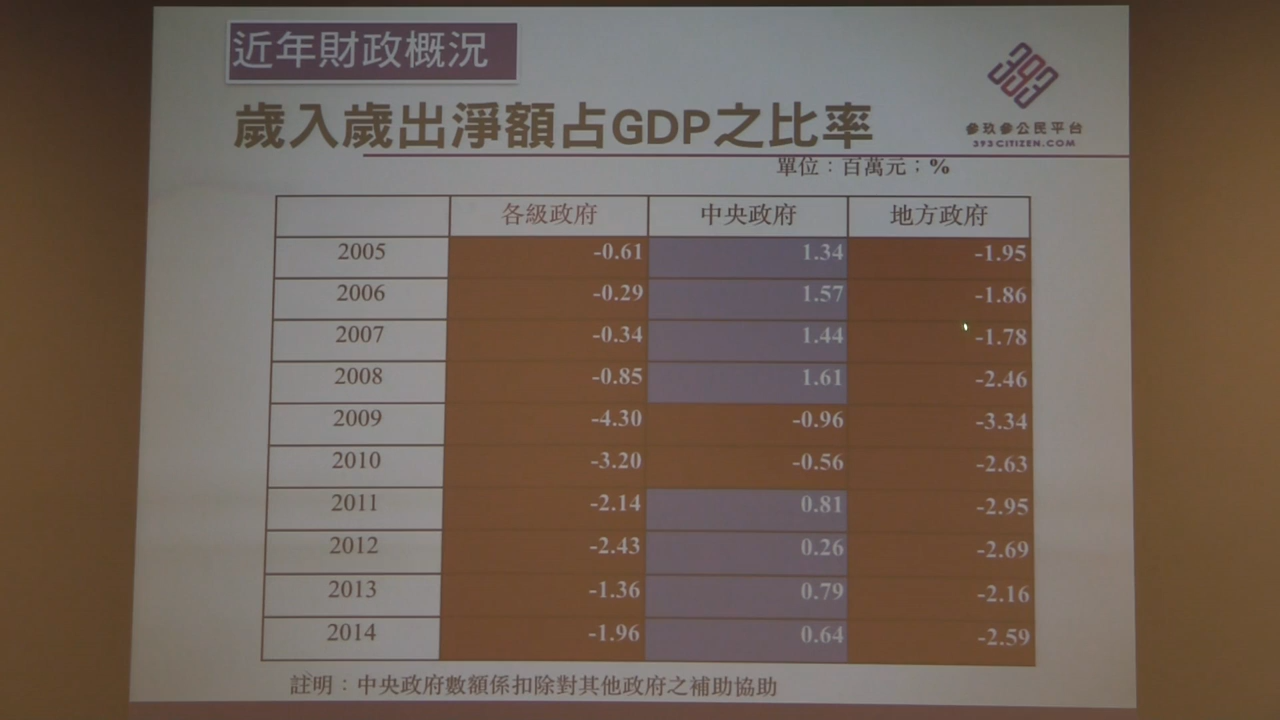 近年財政概況
393
參玖參公民平台
393CITIZEN.COM
歲入歲出淨額占GDP之比率
單位：百萬元；%
各級政府 中央政府 地方政府
2005 -0.61 1.34 -1.95
2006 -0.29 1.57 -1.86
2007 -0.34 1.44 -1.78
2008 -0.85 1.61 -2.46
2009 -4.30 -0.96 -3.34
2010 -3.20 -0.56 -2.63
2011 -2.14 0.81 -2.95
2012 -2.43 0.26 -2.69
2013 -1.36 0.79 -2.16
2014 -1.96 0.64 -2.59
註明：中央政府數額係扣除對其他政府之補助協助